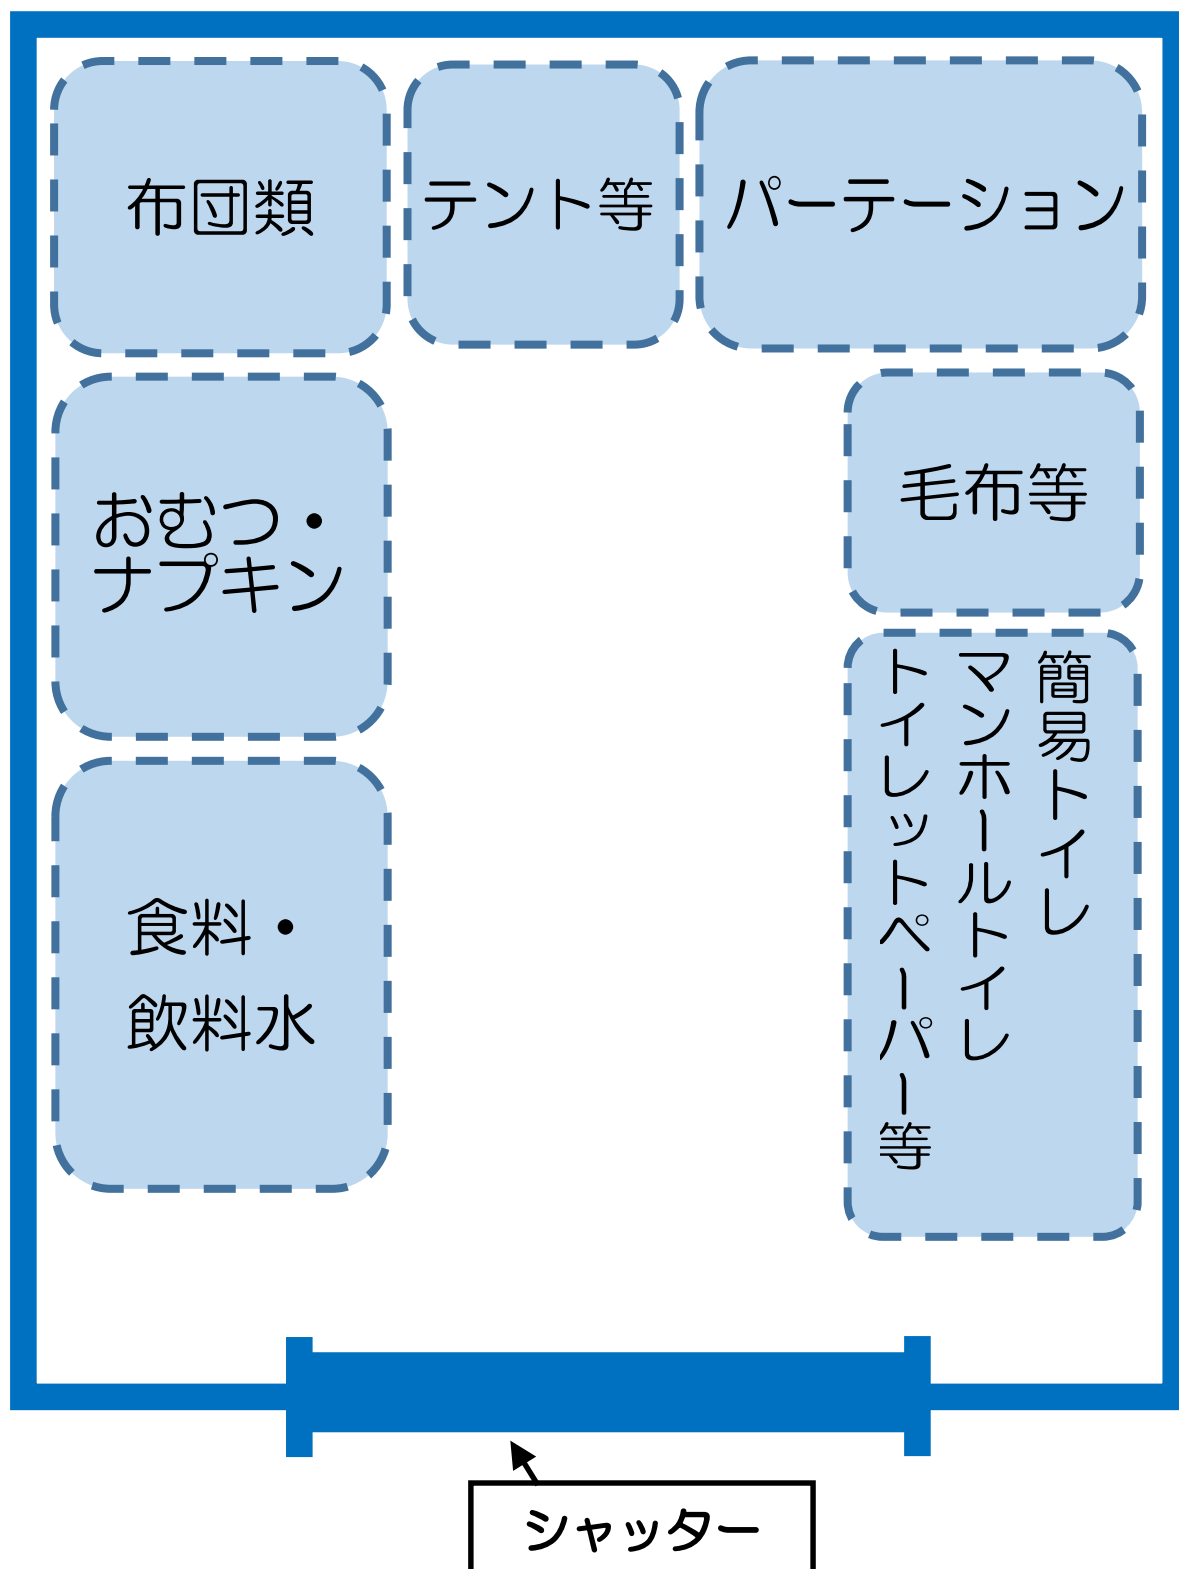 布団類
テント等
パーテーション
おむつ・
ナプキン
毛布等
食料・
飲料水
簡易トイレ
マンホールトイレ
トイレットペーパー等
シャッター